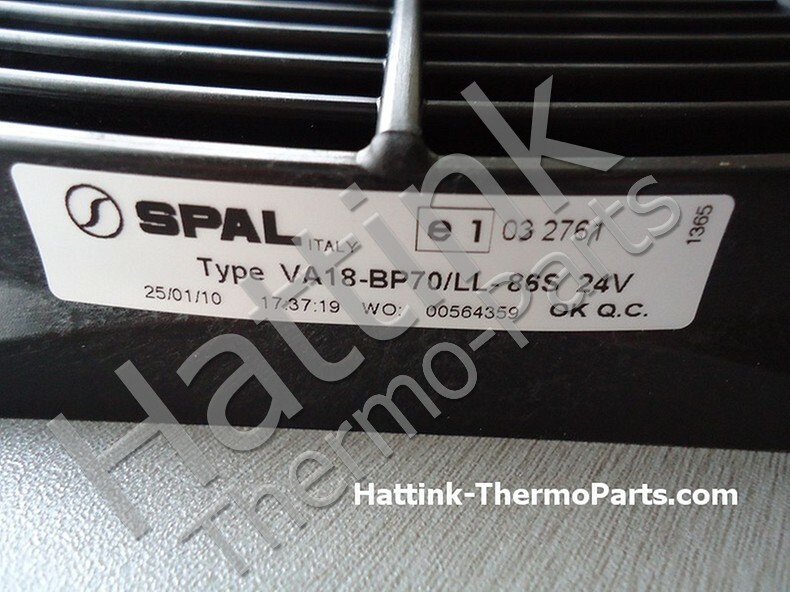 SPAL ITALY e 1 03 2761
1365
Type VA18-BP70/LL-86S 24V
25/01/10 17:37:19 WO: 00564359 OK Q.C.
Hattink
Thermo-parts
Hattink-ThermoParts.com